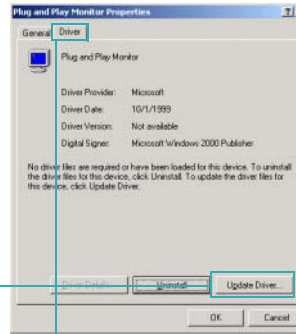 Plug and Play Monitor Properties
General
Driver
Plug and Play Monitor
Driver Provider: Microsoft
Driver Date: 10/1/1999
Driver Version: Not available
Digital Signer: Microsoft Windows 2000 Publisher
No driver files are required or have been loaded for this device. To uninstall
the driver files for this device, click Uninstall. To update the driver files for
this device, click Update Driver.
Driver Details... Uninstall Update Driver...
OK Cancel